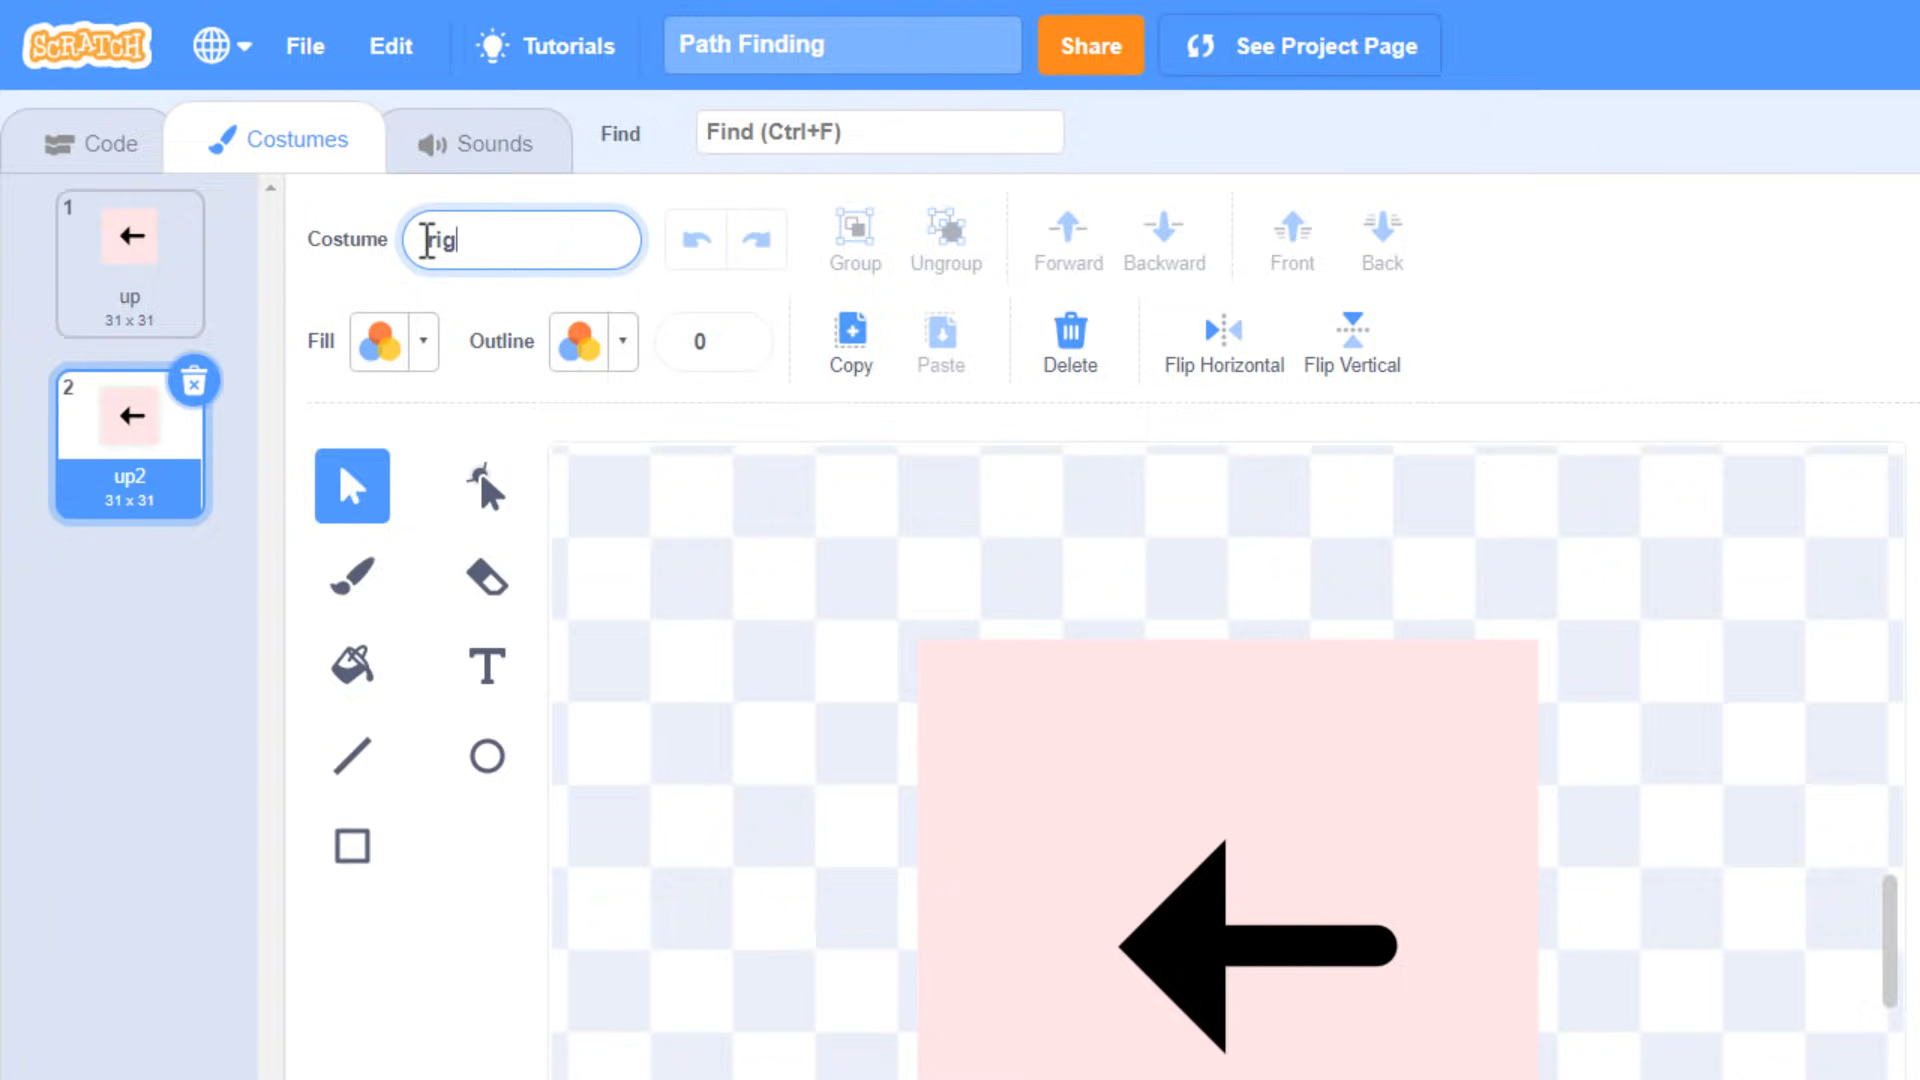 SCRATCH File Edit Tutorials Path Finding Share See Project Page
Code Costumes Sounds Find Find (Ctrl+F)
1
up
31 x 31
2
up2
31 x 31
Costume rig
Group Ungroup Forward Backward Front Back
Fill Outline 0
Copy Paste Delete Flip Horizontal Flip Vertical
T